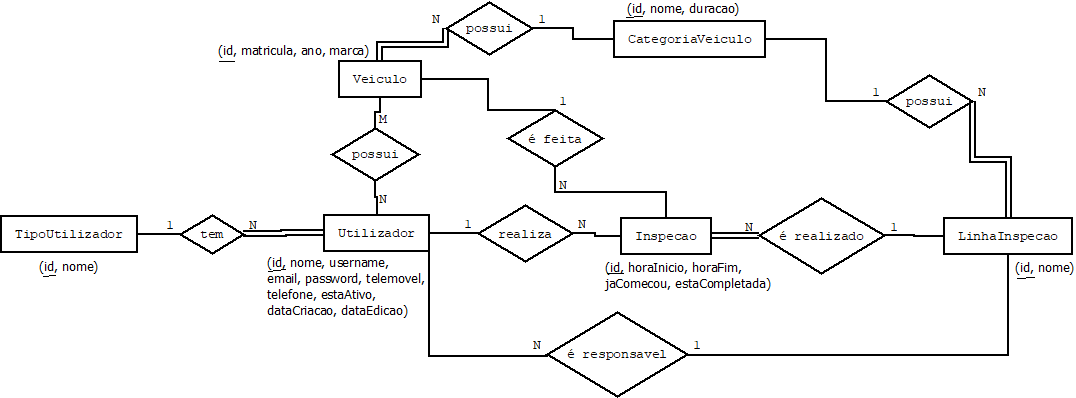 (id, nome, duracao)
N
possui
1
CategoriaVeiculo
(id, matricula, ano, marca)
Veiculo
1
possui
N
1
é feita
N
M
possui
N
TipoUtilizador
1
tem
N
Utilizador
1
realiza
N
Inspecao
N
é realizado
1
LinhaInspecao
(id, nome)
(id, nome, username,
email, password, telemovel,
telefone, estaAtivo,
dataCriacao, dataEdicao)
(id, horaInicio, horaFim,
jaComecou, estaCompletada)
(id, nome)
N
é responsavel
1